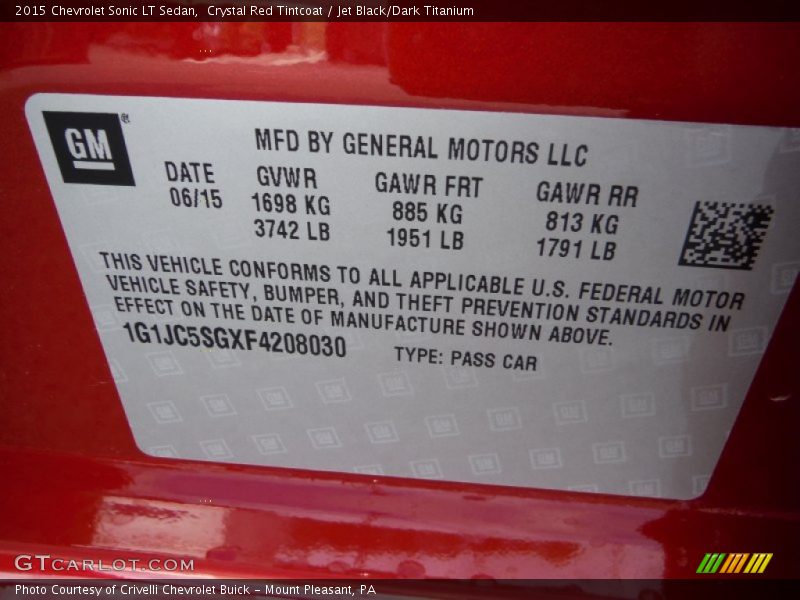 2015 Chevrolet Sonic LT Sedan,  Crystal Red Tintcoat / Jet Black/Dark Titanium
GM®
MFD BY GENERAL MOTORS LLC
DATE GVWR GAWR FRT GAWR RR
06/15 1698 KG 885 KG 813 KG
3742 LB 1951 LB 1791 LB
THIS VEHICLE CONFORMS TO ALL APPLICABLE U.S. FEDERAL MOTOR
VEHICLE SAFETY, BUMPER, AND THEFT PREVENTION STANDARDS IN
EFFECT ON THE DATE OF MANUFACTURE SHOWN ABOVE.
1G1JC5SGXF4208030 TYPE: PASS CAR
GTCARLOT.COM
Photo Courtesy of Crivelli Chevrolet Buick - Mount Pleasant, PA